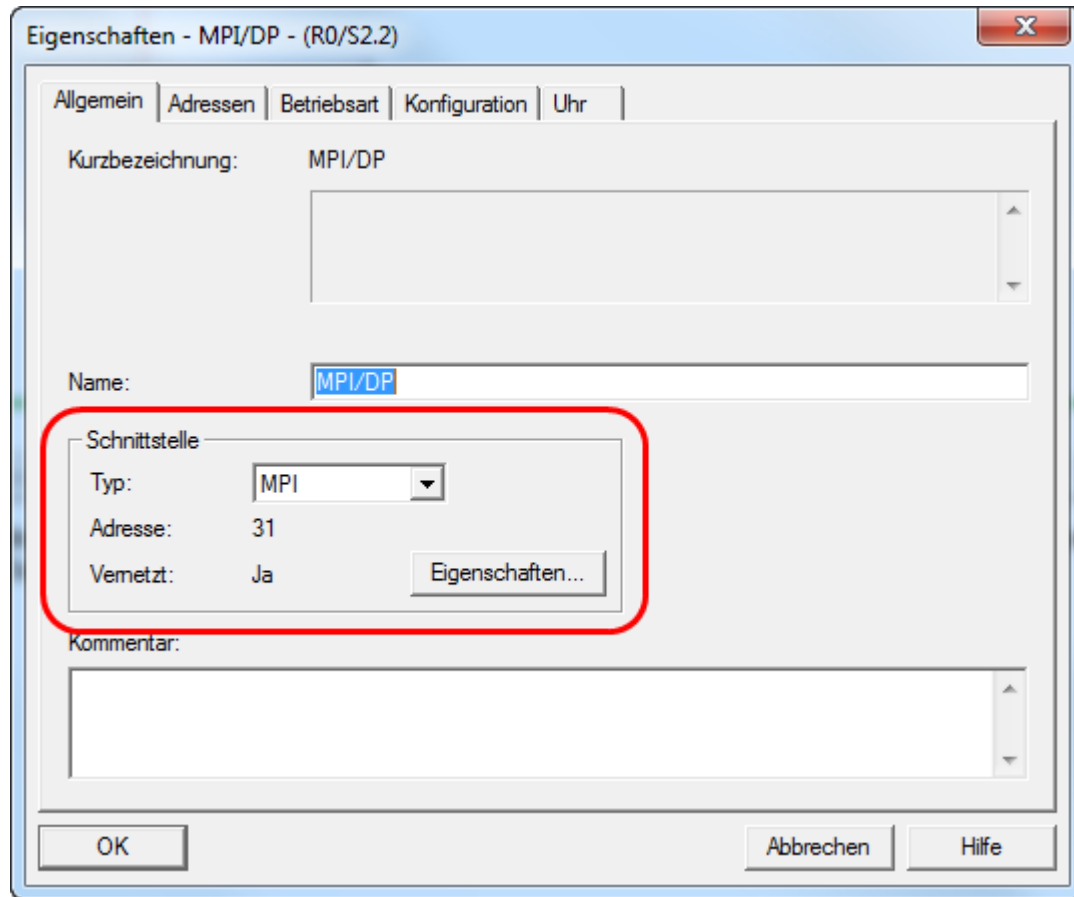 Eigenschaften - MPI/DP - (R0/S2.2)
Allgemein Adressen Betriebsart Konfiguration Uhr
Kurzbezeichnung: MPI/DP
Name: MPI/DP
Schnittstelle
Typ: MPI
Adresse: 31
Vernetzt: Ja Eigenschaften...
Kommentar:
OK Abbrechen Hilfe